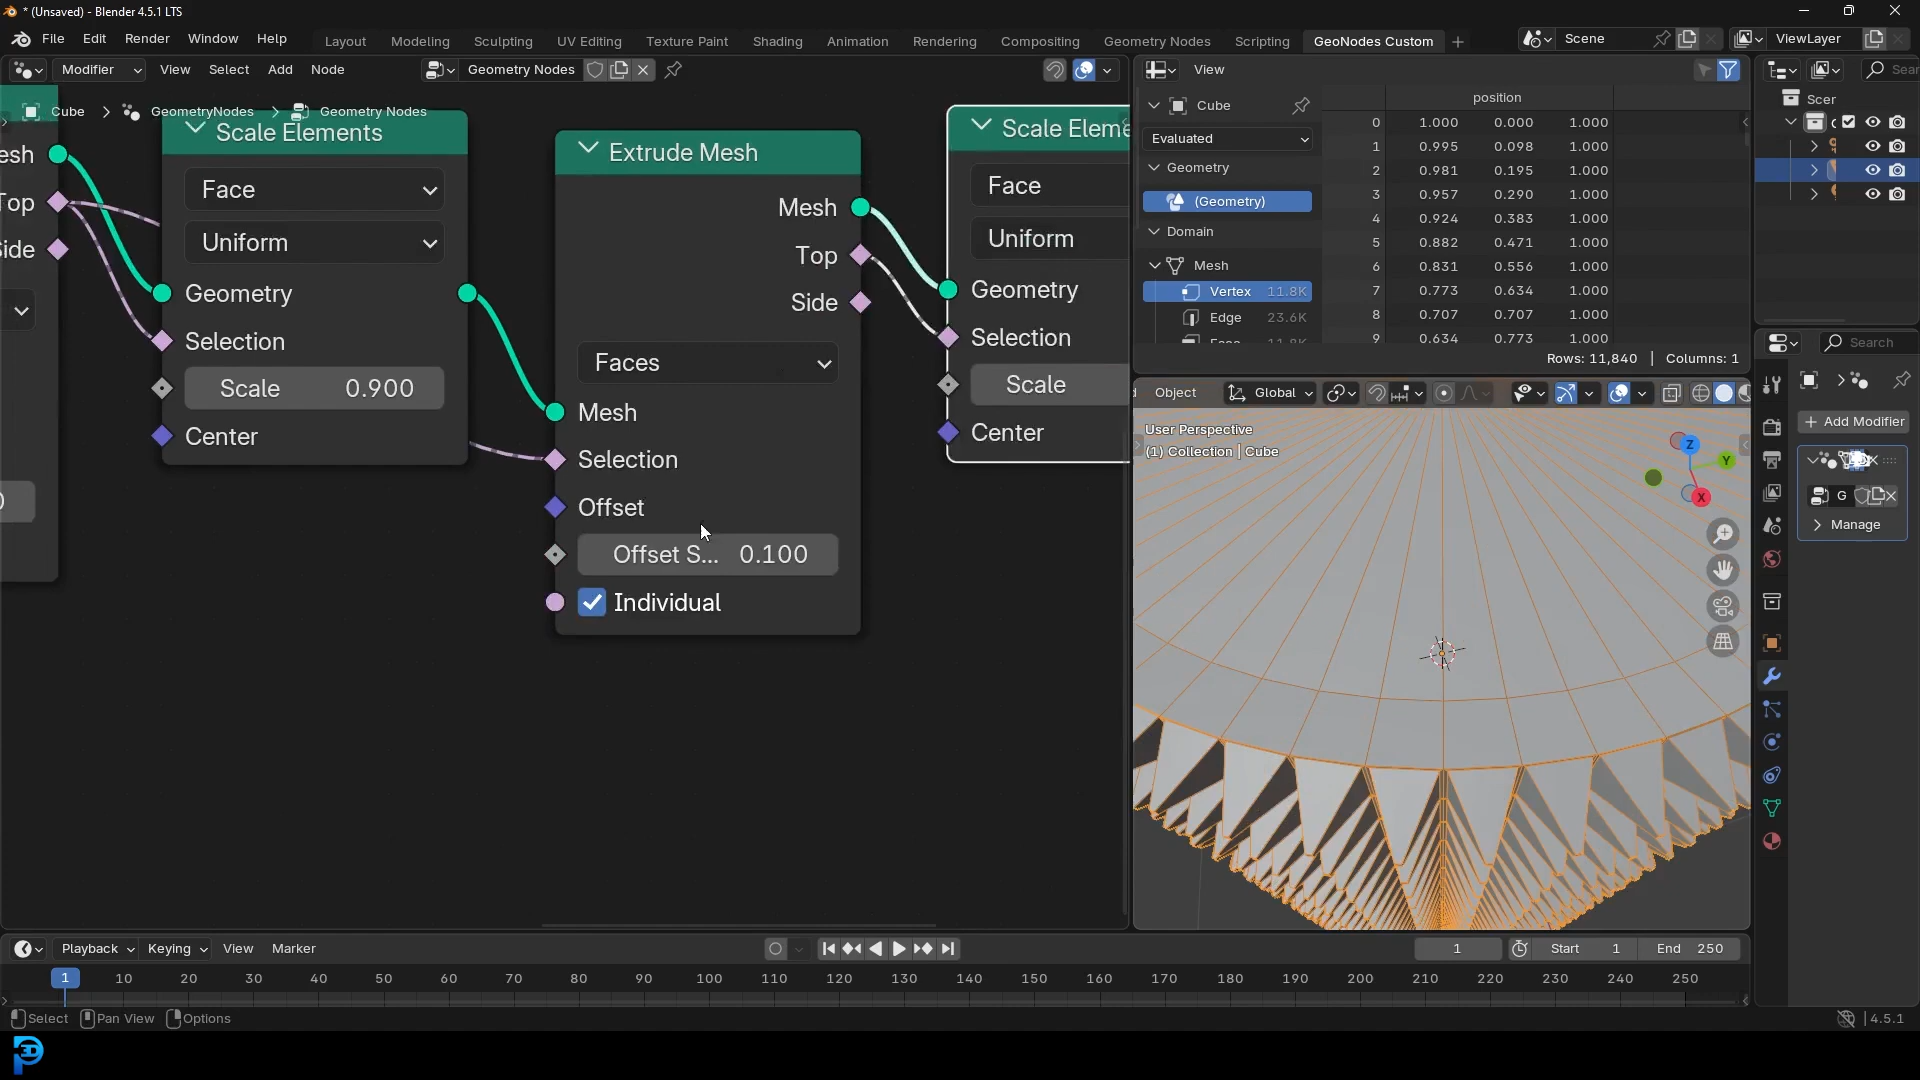 * (Unsaved) - Blender 4.5.1 LTS
File Edit Render Window Help
Layout Modeling Sculpting UV Editing Texture Paint Shading Animation Rendering Compositing Geometry Nodes Scripting GeoNodes Custom
Scene
ViewLayer
Modifier View Select Add Node
Geometry Nodes
Cube GeometryNodes Geometry Nodes
esh
Top
Side
Scale Elements
Face
Uniform
Geometry
Selection
Scale 0.900
Center
Extrude Mesh
Mesh
Top
Side
Faces
Mesh
Selection
Offset
Offset S... 0.100
Individual
Scale Eleme
Face
Uniform
Geometry
Selection
Scale
Center
View
Cube
Evaluated
Geometry
(Geometry)
Domain
Mesh
Vertex 11.8K
Edge 23.6K
position
0 1.000 0.000 1.000
1 0.995 0.098 1.000
2 0.981 0.195 1.000
3 0.957 0.290 1.000
4 0.924 0.383 1.000
5 0.882 0.471 1.000
6 0.831 0.556 1.000
7 0.773 0.634 1.000
8 0.707 0.707 1.000
9 0.634 0.773 1.000
Rows: 11,840 | Columns: 1
Object Global
User Perspective
(1) Collection | Cube
Z
Y
X
Sear
Scer
Search
Add Modifier
G
Manage
Playback Keying View Marker
1 Start 1 End 250
1 10 20 30 40 50 60 70 80 90 100 110 120 130 140 150 160 170 180 190 200 210 220 230 240 250
Select Pan View Options
4.5.1